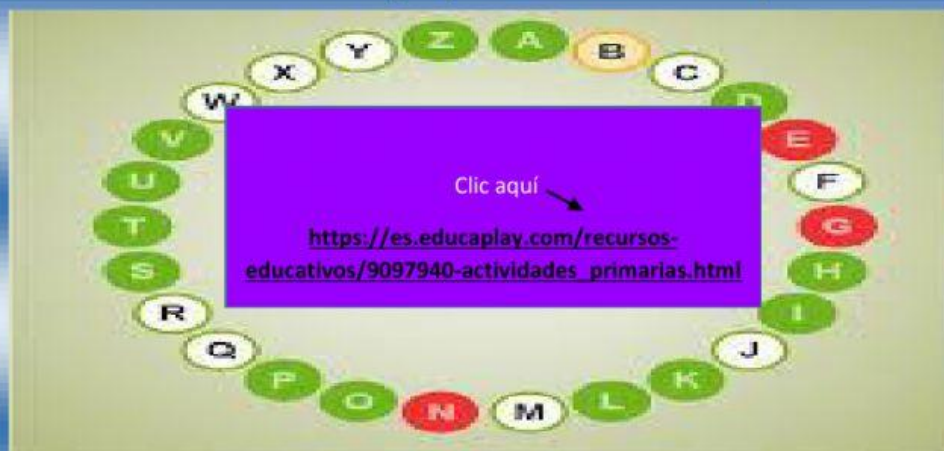 Z
A
B
C
D
E
F
G
H
I
J
K
L
M
N
O
P
Q
R
S
T
U
V
W
X
Y
Clic aquí
https://es.educaplay.com/recursos-
educativos/9097940-actividades_primarias.html